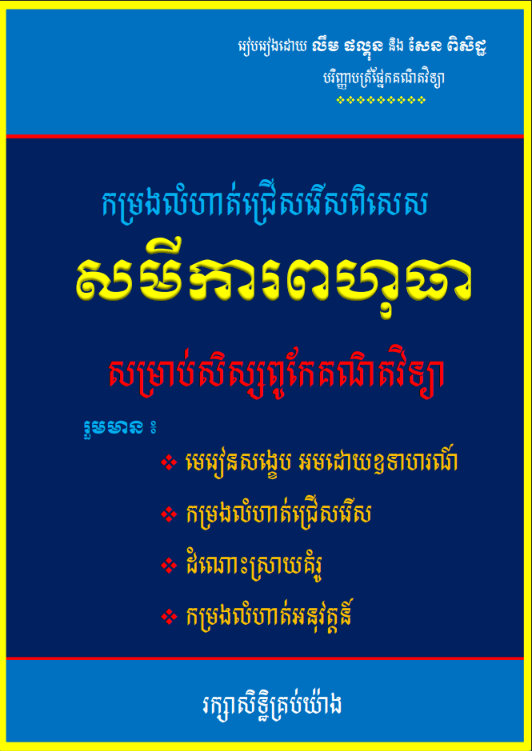 រៀបរៀងដោយ លឹម ផល្គុន និង សែន ពិសិដ្ឋ
បរិញ្ញាបត្រផ្នែកគណិតវិទ្យា
កម្រងលំហាត់ជ្រើសរើសពិសេស
សមីការពហុធា
សម្រាប់សិស្សពូកែគណិតវិទ្យា
រួមមាន ៖
មេរៀនសង្ខេប អមដោយឧទាហរណ៍
កម្រងលំហាត់ជ្រើសរើស
ដំណោះស្រាយគំរូ
កម្រងលំហាត់អនុវត្តន៍
រក្សាសិទ្ធិគ្រប់យ៉ាង